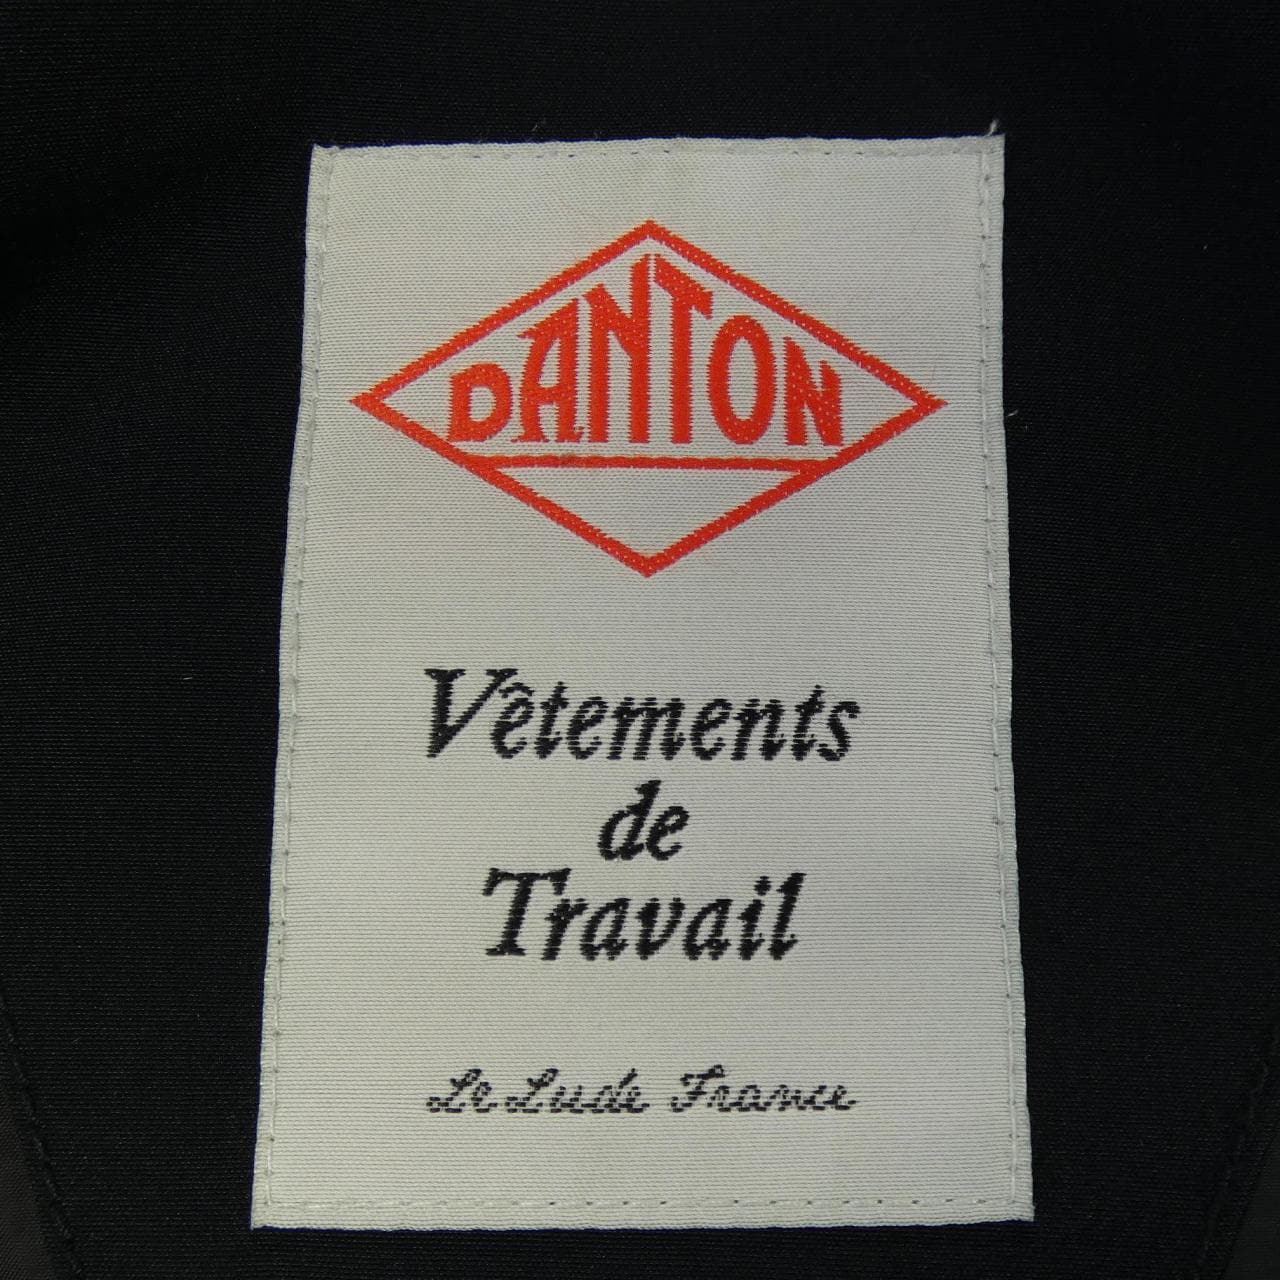 DANTON
Vêtements
de
Travail
Le Lude France